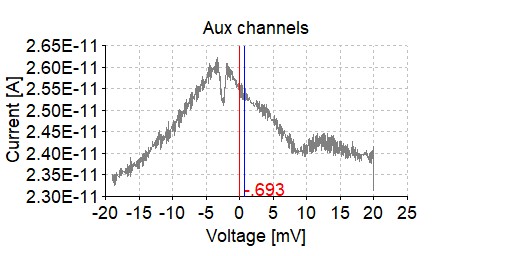 Aux channels
2.65E-11
2.60E-11
2.55E-11
2.50E-11
2.45E-11
2.40E-11
2.35E-11
2.30E-11
Current [A]
-.693
-20 -15 -10 -5 0 5 10 15 20 25
Voltage [mV]